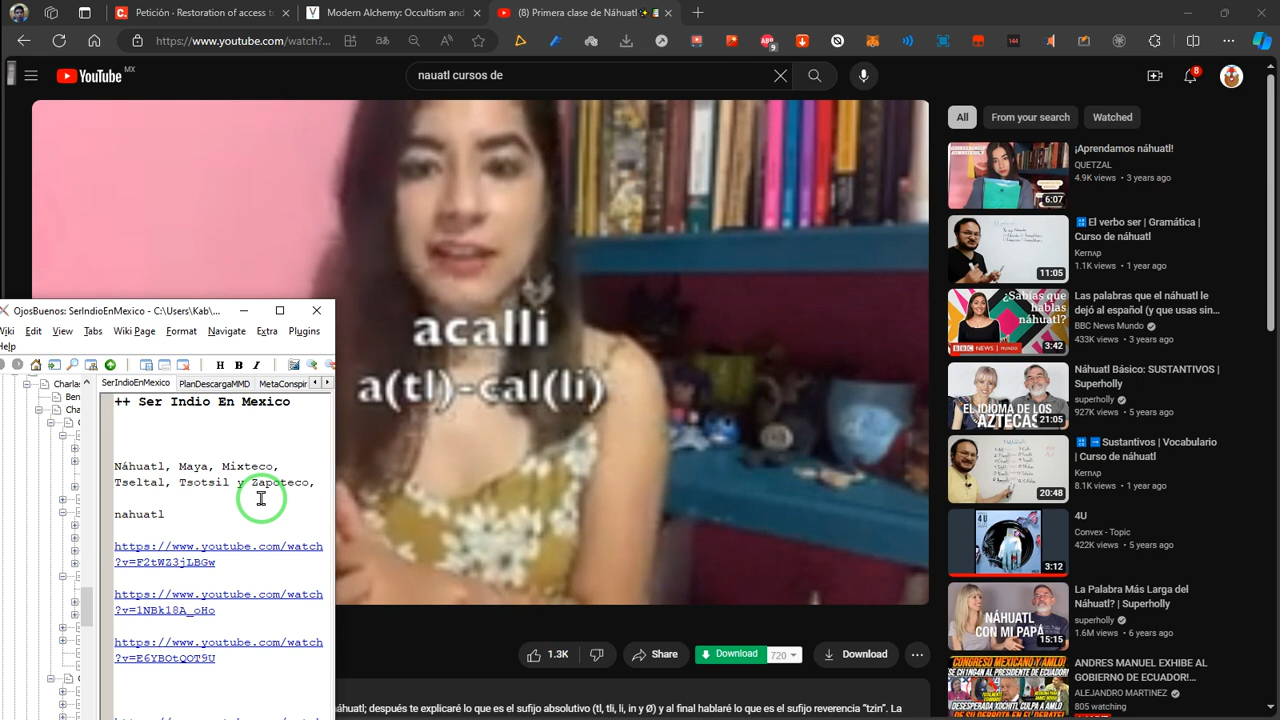 Petición - Restoration of access to
Modern Alchemy: Occultism and
(8) Primera clase de Náhuatl
https://www.youtube.com/watch?...
ABP
9
144
YouTube MX
nauatl cursos de
8
acalli
a(tl)-cal(li)
OjosBuenos: SerIndioEnMexico - C:\Users\Kab\...
Wiki Edit View Tabs Wiki Page Format Navigate Extra Plugins
Help
H B I
Charlas
Ben
Cha
SerIndioEnMexico PlanDescargaMMD MetaConspir
++ Ser Indio En Mexico
Náhuatl, Maya, Mixteco,
Tseltal, Tsotsil y Zapoteco,
nahuatl
https://www.youtube.com/watch
?v=F2tWZ3jLBGw
https://www.youtube.com/watch
?v=1NBk18A_oHo
https://www.youtube.com/watch
?v=E6YBOtQOT9U
1.3K
Share
Download 720
Download
después te explicaré lo que es el sufijo absolutivo (tl, tli, li, in y Ø) y al final hablaré lo que es el sufijo reverencia "tzin". La
All
From your search
Watched
¡Aprendamos náhuatl!
QUETZAL
4.9K views • 3 years ago
6:07
El verbo ser | Gramática |
Curso de náhuatl
Kernʌp
1.1K views • 1 year ago
11:05
Las palabras que el náhuatl le
dejó al español (y que usas sin...
BBC News Mundo
433K views • 3 years ago
¿Sabías que
hablas
náhuatl?
BBC NEWS MUNDO
3:42
Náhuatl Básico: SUSTANTIVOS |
Superholly
superholly
927K views • 5 years ago
EL IDIOMA DE LOS
AZTECAS
21:05
Sustantivos | Vocabulario
| Curso de náhuatl
Kernʌp
8.1K views • 1 year ago
20:48
4U
Convex - Topic
422K views • 5 years ago
4U
3:12
La Palabra Más Larga del
Náhuatl? | Superholly
superholly
1.6M views • 6 years ago
NÁHUATL
CON MI PAPÁ
15:15
ANDRES MANUEL EXHIBE AL
GOBIERNO DE ECUADOR!...
ALEJANDRO MARTINEZ
805 watching
CONGRESO MEXICANO Y AMLO!